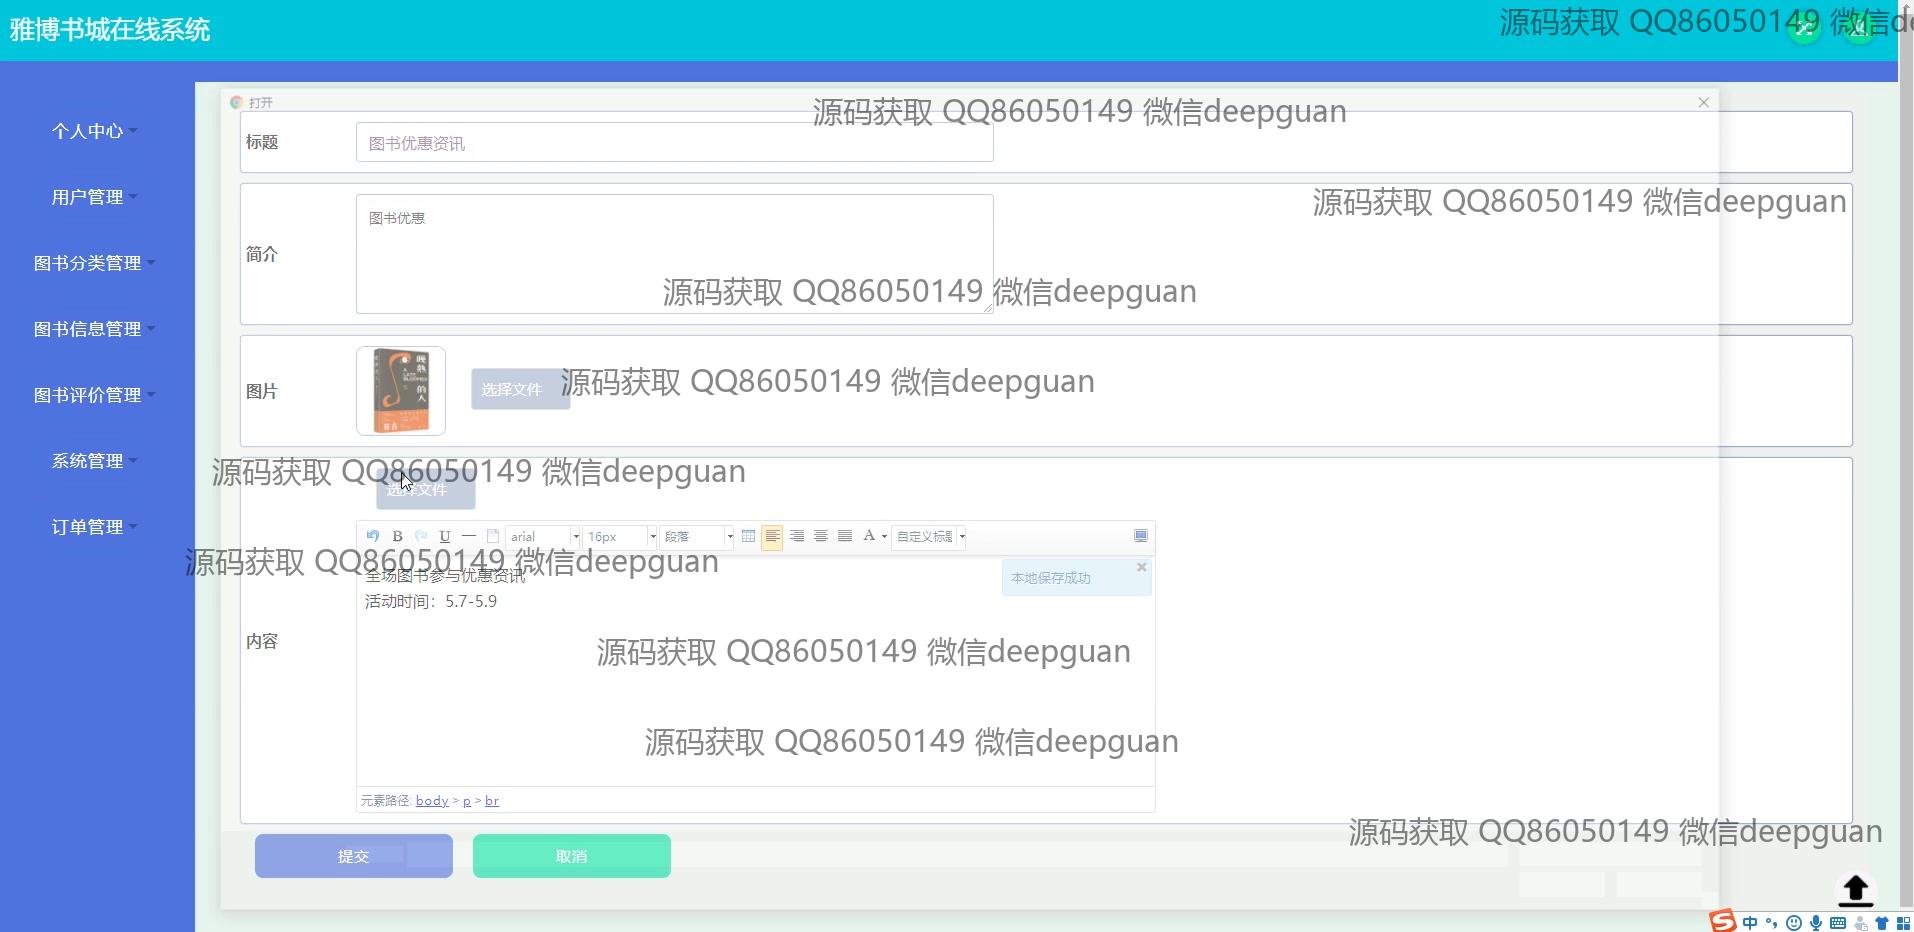 雅博书城在线系统
源码获取 QQ86050149 微信de
打开
源码获取 QQ86050149 微信deepguan
个人中心
标题
图书优惠资讯
用户管理
源码获取 QQ86050149 微信deepguan
图书优惠
简介
图书分类管理
源码获取 QQ86050149 微信deepguan
图书信息管理
图片
晚熟的人
选择文件
源码获取 QQ86050149 微信deepguan
图书评价管理
系统管理
源码获取 QQ86050149 微信deepguan
选择文件
订单管理
B U arial 16px 段落 A 自定义标题
源码获取 QQ86050149 微信deepguan
全场图书参与优惠资讯
本地保存成功
活动时间：5.7-5.9
内容
源码获取 QQ86050149 微信deepguan
源码获取 QQ86050149 微信deepguan
元素路径: body > p > br
源码获取 QQ86050149 微信deepguan
提交
取消
S 中